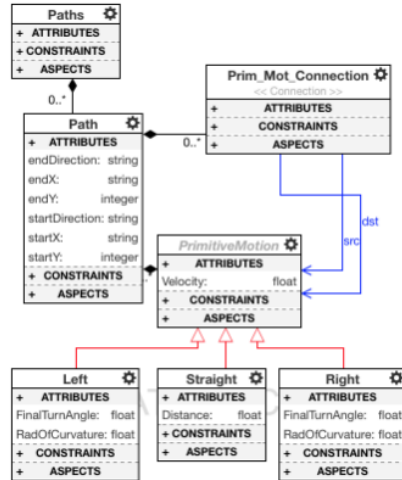 Paths
+ ATTRIBUTES
+ CONSTRAINTS
+ ASPECTS
0..*
Path
+ ATTRIBUTES
endDirection: string
endX: string
endY: integer
startDirection: string
startX: string
startY: integer
+ CONSTRAINTS
+ ASPECTS
0..*
Prim_Mot_Connection
<< Connection >>
+ ATTRIBUTES
+ CONSTRAINTS
+ ASPECTS
dst
src
PrimitiveMotion
+ ATTRIBUTES
Velocity: float
+ CONSTRAINTS
+ ASPECTS
Left
+ ATTRIBUTES
FinalTurnAngle: float
RadOfCurvature: float
+ CONSTRAINTS
+ ASPECTS
Straight
+ ATTRIBUTES
Distance: float
+ CONSTRAINTS
+ ASPECTS
Right
+ ATTRIBUTES
FinalTurnAngle: float
RadOfCurvature: float
+ CONSTRAINTS
+ ASPECTS